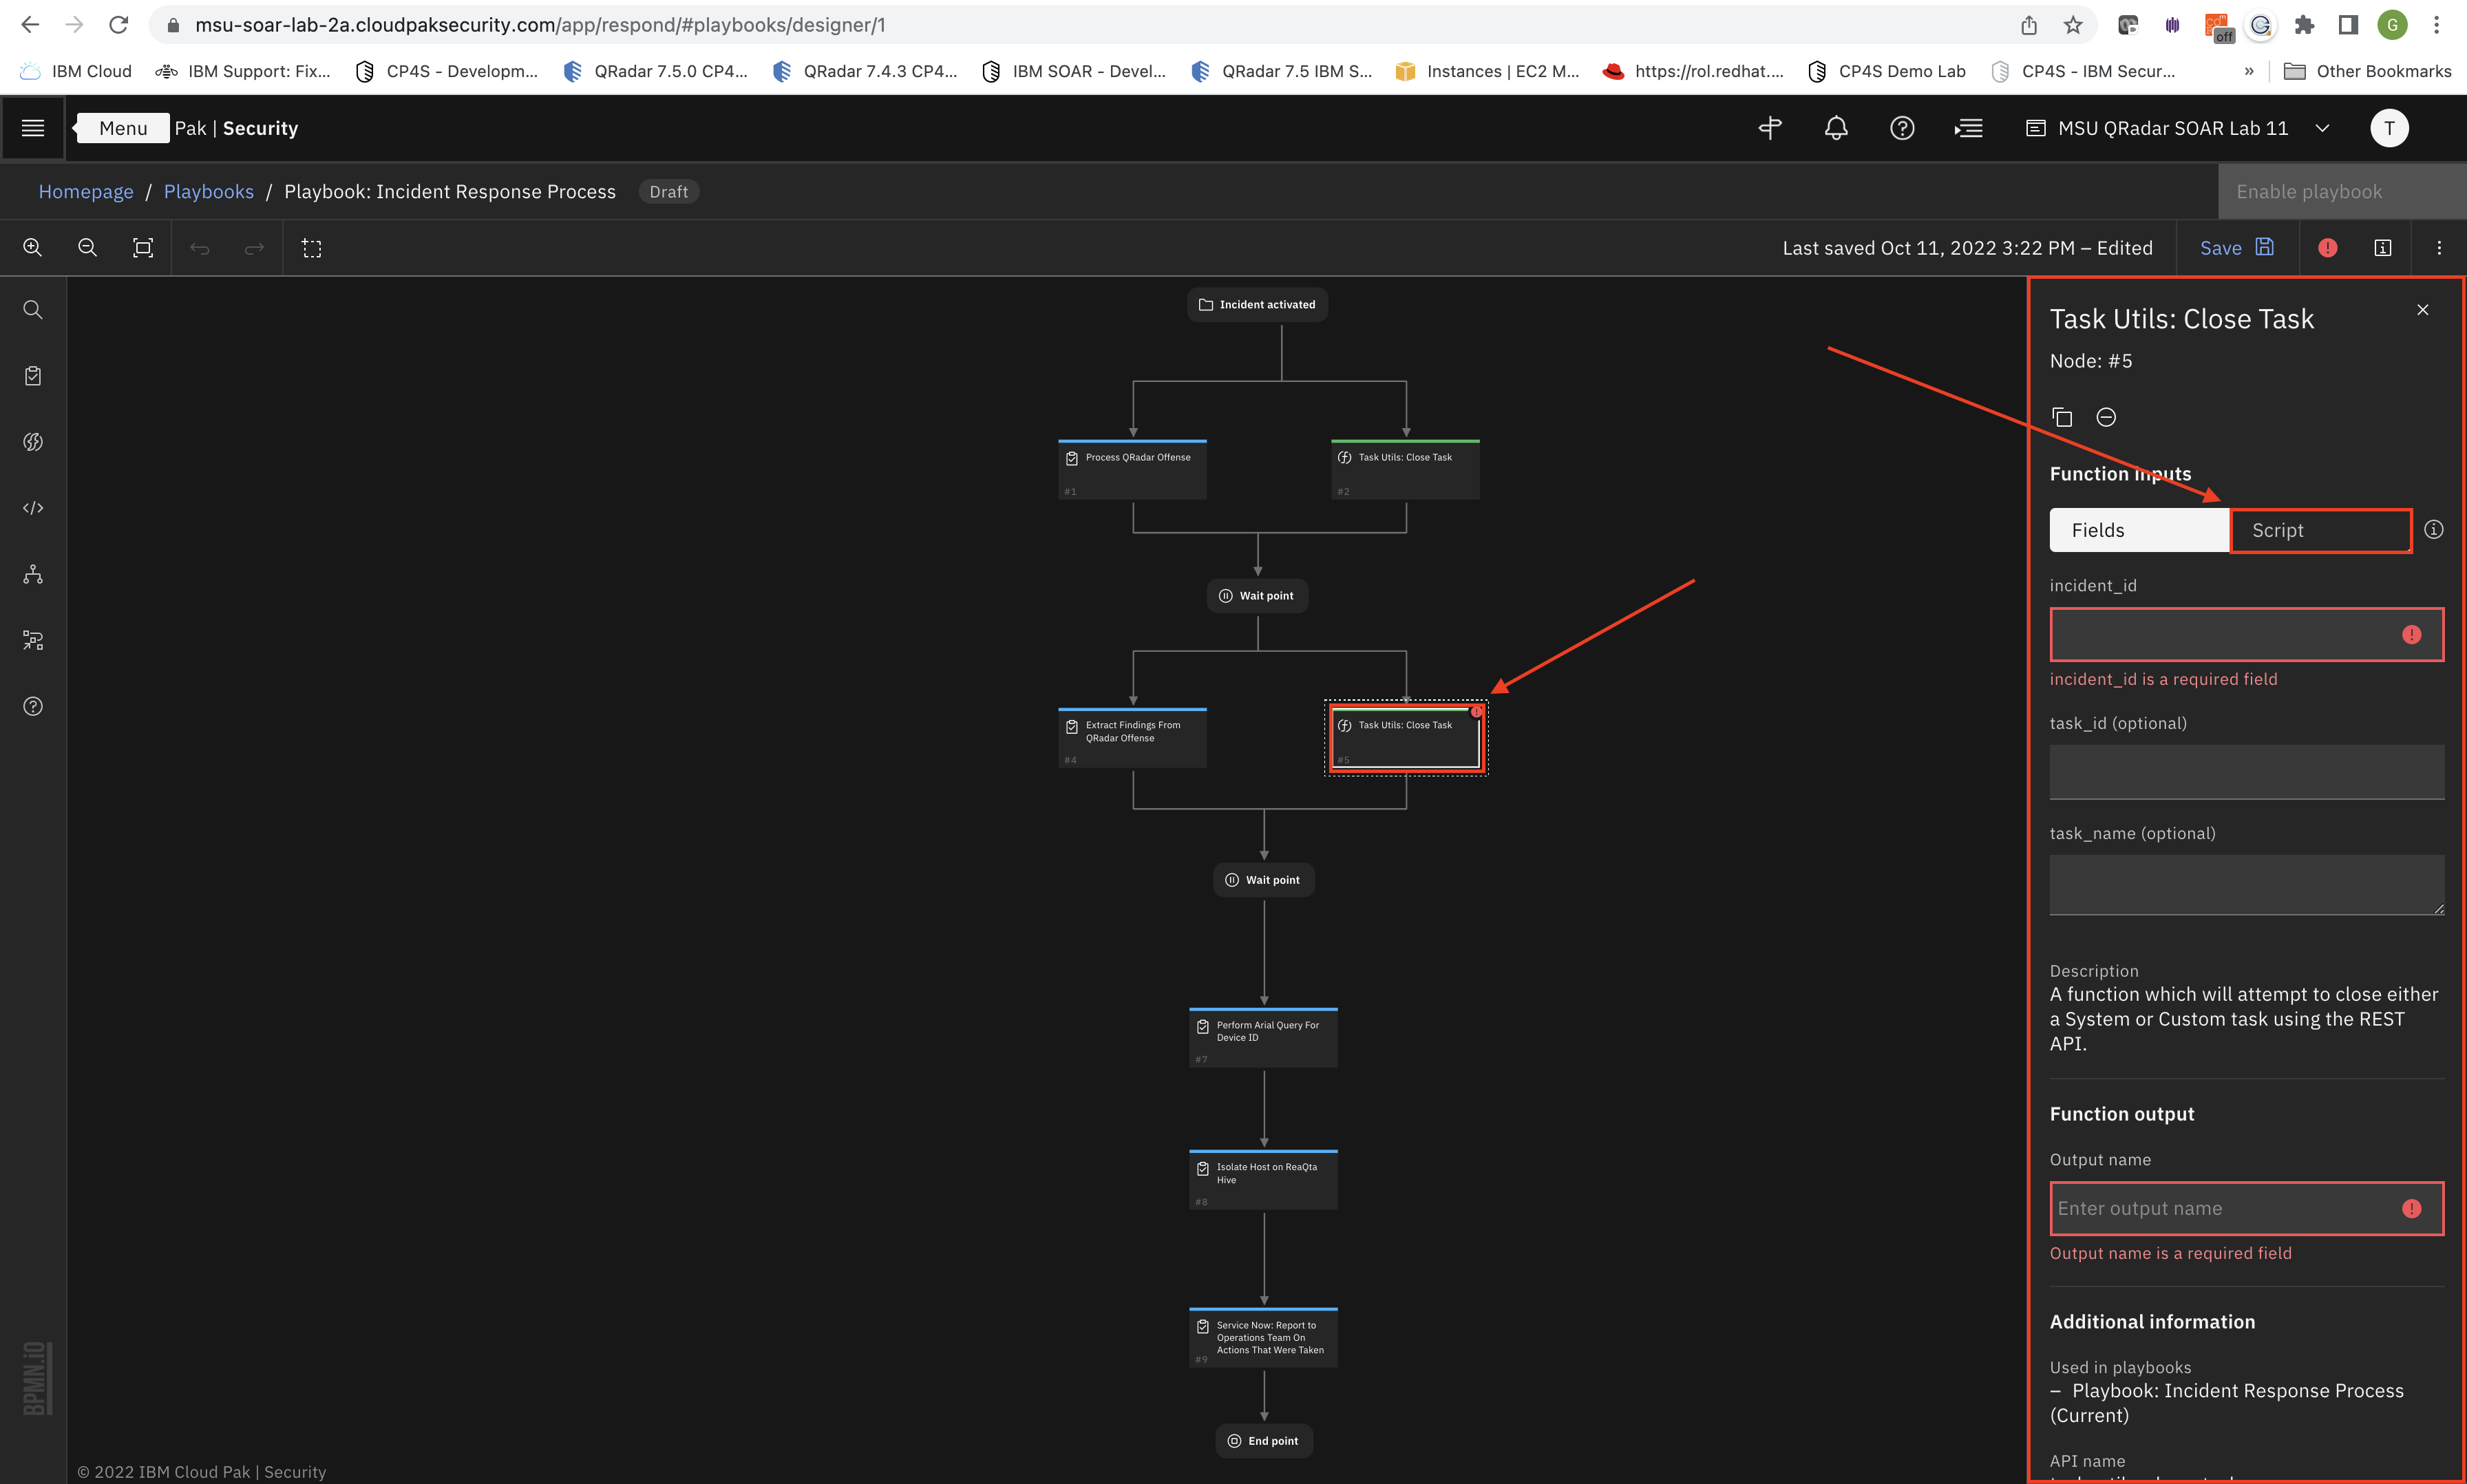 msu-soar-lab-2a.cloudpaksecurity.com/app/respond/#playbooks/designer/1
off
G
IBM Cloud
IBM Support: Fix...
CP4S - Developm...
QRadar 7.5.0 CP4...
QRadar 7.4.3 CP4...
IBM SOAR - Devel...
QRadar 7.5 IBM S...
Instances | EC2 M...
https://rol.redhat....
CP4S Demo Lab
CP4S - IBM Secur...
»
Other Bookmarks
Menu
Pak | Security
MSU QRadar SOAR Lab 11
T
Homepage / Playbooks / Playbook: Incident Response Process
Draft
Enable playbook
Last saved Oct 11, 2022 3:22 PM – Edited
Save
Incident activated
Process QRadar Offense
#1
Task Utils: Close Task
#2
Wait point
Extract Findings From
QRadar Offense
#4
Task Utils: Close Task
#5
Wait point
Perform Arial Query For
Device ID
#7
Isolate Host on ReaQta
Hive
#8
Service Now: Report to
Operations Team On
Actions That Were Taken
#9
End point
BPMN.iO
© 2022 IBM Cloud Pak | Security
Task Utils: Close Task
Node: #5
Function inputs
Fields
Script
incident_id
incident_id is a required field
task_id (optional)
task_name (optional)
Description
A function which will attempt to close either
a System or Custom task using the REST
API.
Function output
Output name
Enter output name
Output name is a required field
Additional information
Used in playbooks
– Playbook: Incident Response Process
(Current)
API name